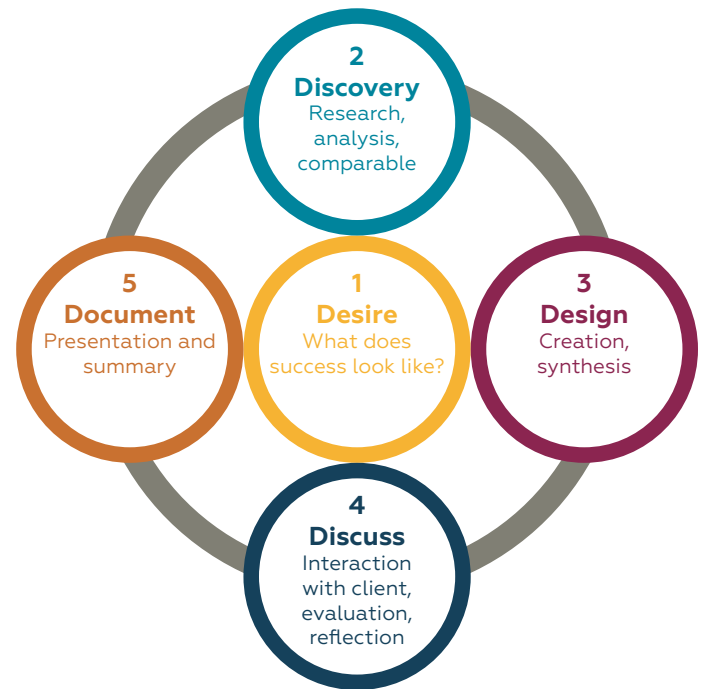 2
Discovery
Research,
analysis,
comparable
5
Document
Presentation and
summary
1
Desire
What does
success look like?
3
Design
Creation,
synthesis
4
Discuss
Interaction
with client,
evaluation,
reflection